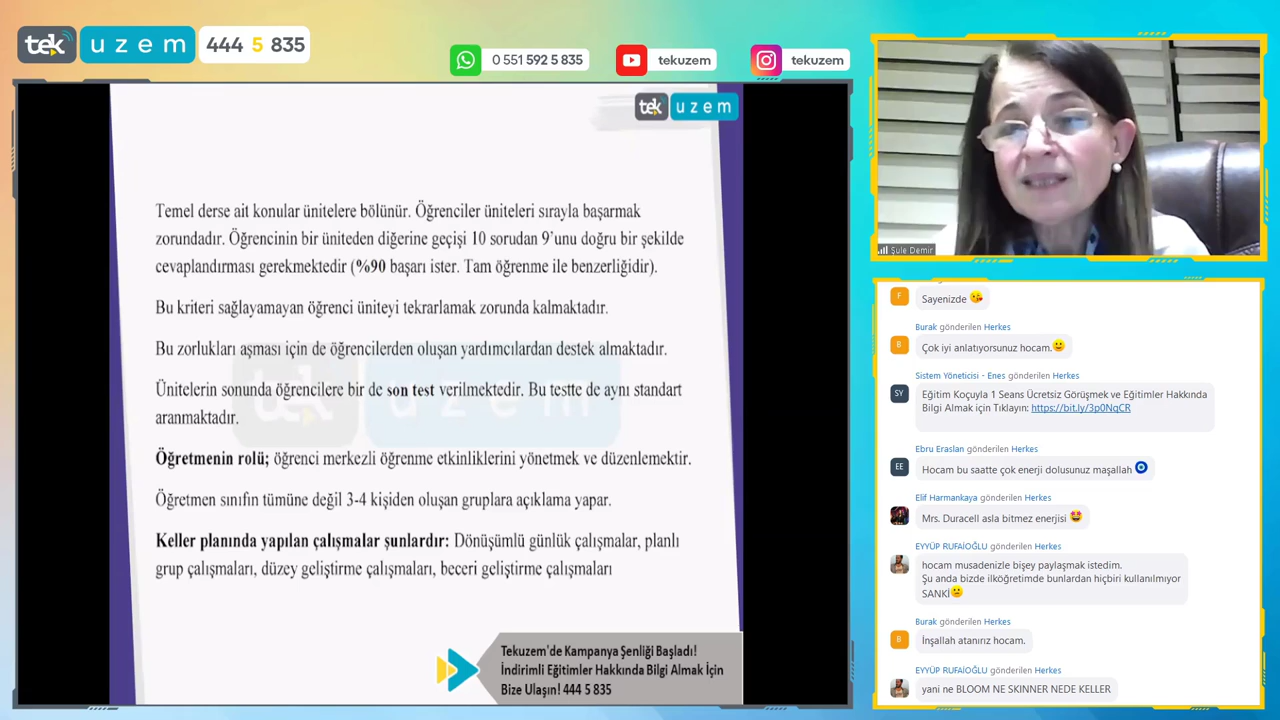 tek uzem 444 5 835
0 551 592 5 835
tekuzem
tekuzem
tek uzem
Temel derse ait konular ünitelere bölünür. Öğrenciler üniteleri sırayla başarmak
zorundadır. Öğrencinin bir üniteden diğerine geçişi 10 sorudan 9'unu doğru bir şekilde
cevaplandırması gerekmektedir (%90 başarı ister. Tam öğrenme ile benzerliğidir).
Bu kriteri sağlayamayan öğrenci üniteyi tekrarlamak zorunda kalmaktadır.
Bu zorlukları aşması için de öğrencilerden oluşan yardımcılardan destek almaktadır.
Ünitelerin sonunda öğrencilere bir de son test verilmektedir. Bu testte de aynı standart
aranmaktadır.
Öğretmenin rolü; öğrenci merkezli öğrenme etkinliklerini yönetmek ve düzenlemektir.
Öğretmen sınıfın tümüne değil 3-4 kişiden oluşan gruplara açıklama yapar.
Keller planında yapılan çalışmalar şunlardır: Dönüşümlü günlük çalışmalar, planlı
grup çalışmaları, düzey geliştirme çalışmaları, beceri geliştirme çalışmaları
tek uzem
Tekuzem'de Kampanya Şenliği Başladı!
İndirimli Eğitimler Hakkında Bilgi Almak İçin
Bize Ulaşın! 444 5 835
Şule Demir
F
Sayenizde
Burak gönderilen Herkes
B
Çok iyi anlatıyorsunuz hocam.
Sistem Yöneticisi - Enes gönderilen Herkes
SY
Eğitim Koçuyla 1 Seans Ücretsiz Görüşmek ve Eğitimler Hakkında
Bilgi Almak için Tıklayın: https://bit.ly/3p0NqCR
Ebru Eraslan gönderilen Herkes
EE
Hocam bu saatte çok enerji dolusunuz maşallah
Elif Harmankaya gönderilen Herkes
Mrs. Duracell asla bitmez enerjisi
EYYÜP RUFAİOĞLU gönderilen Herkes
hocam musadenizle bişey paylaşmak istedim.
Şu anda bizde ilköğretimde bunlardan hiçbiri kullanılmıyor
SANKİ
Burak gönderilen Herkes
B
İnşallah atanırız hocam.
EYYÜP RUFAİOĞLU gönderilen Herkes
yani ne BLOOM NE SKINNER NEDE KELLER